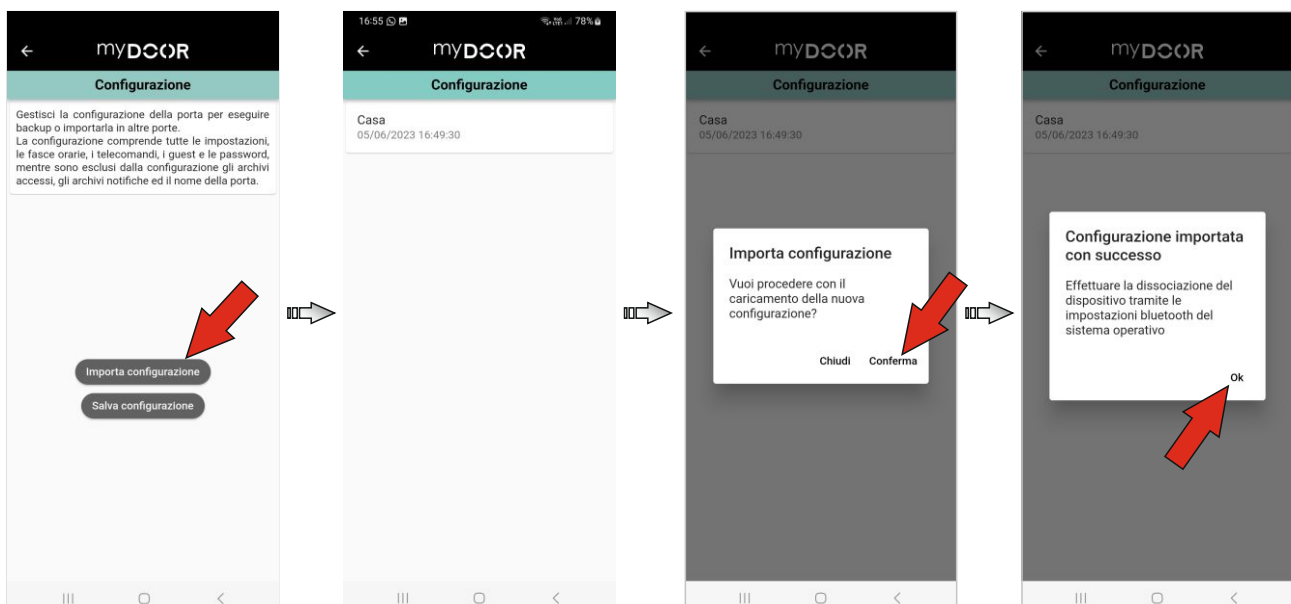 myDOOR
Configurazione
Gestisci la configurazione della porta per eseguire
backup o importarla in altre porte.
La configurazione comprende tutte le impostazioni,
le fasce orarie, i telecomandi, i guest e le password,
mentre sono esclusi dalla configurazione gli archivi
accessi, gli archivi notifiche ed il nome della porta.
Importa configurazione
Salva configurazione
16:55 78%
myDOOR
Configurazione
Casa
05/06/2023 16:49:30
myDOOR
Configurazione
Casa
05/06/2023 16:49:30
Importa configurazione
Vuoi procedere con il
caricamento della nuova
configurazione?
Chiudi Conferma
myDOOR
Configurazione
Casa
05/06/2023 16:49:30
Configurazione importata
con successo
Effettuare la dissociazione del
dispositivo tramite le
impostazioni bluetooth del
sistema operativo
Ok